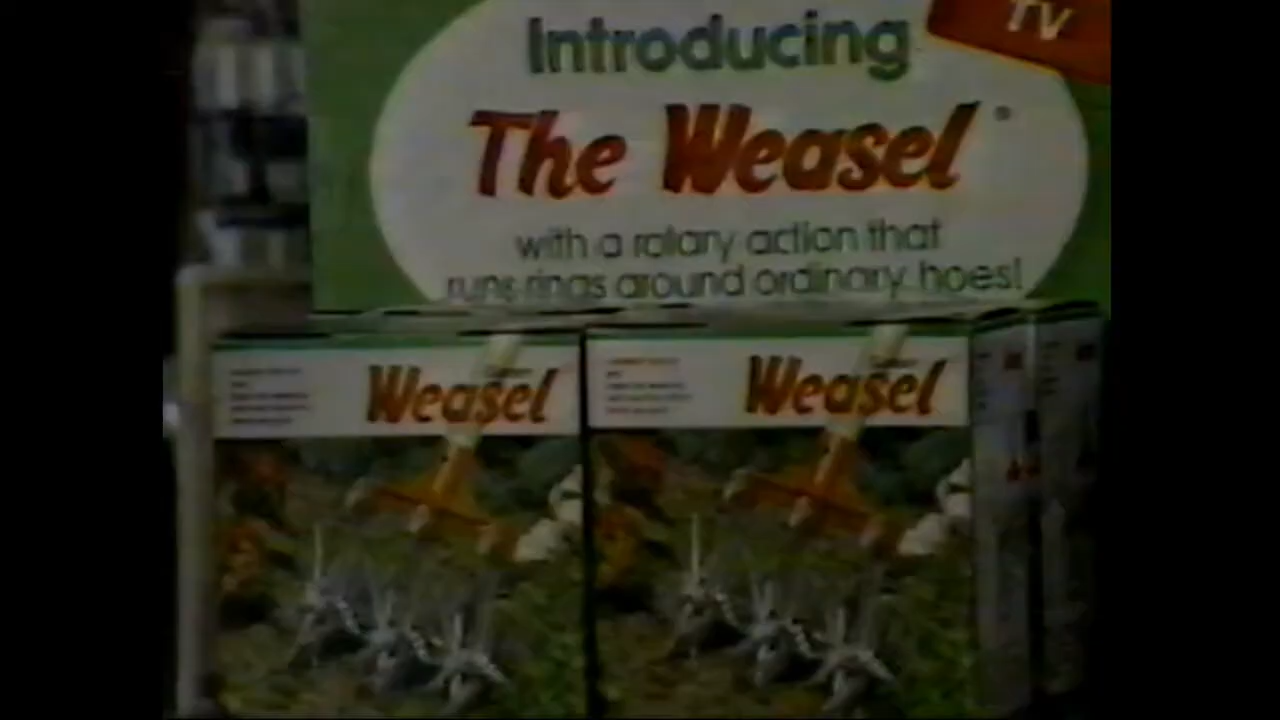 TV
Introducing
The Weasel®
with a rotary action that
runs rings around ordinary hoes!
Weasel
Weasel